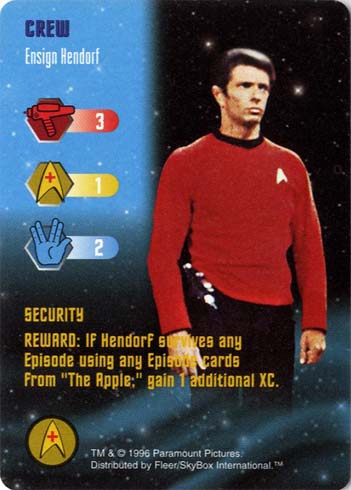 CREW
Ensign Hendorf
3
1
2
SECURITY
REWARD: If Hendorf survives any
Episode using any Episode cards
from "The Apple," gain 1 additional XC.
TM & © 1996 Paramount Pictures.
Distributed by Fleer/SkyBox International.™